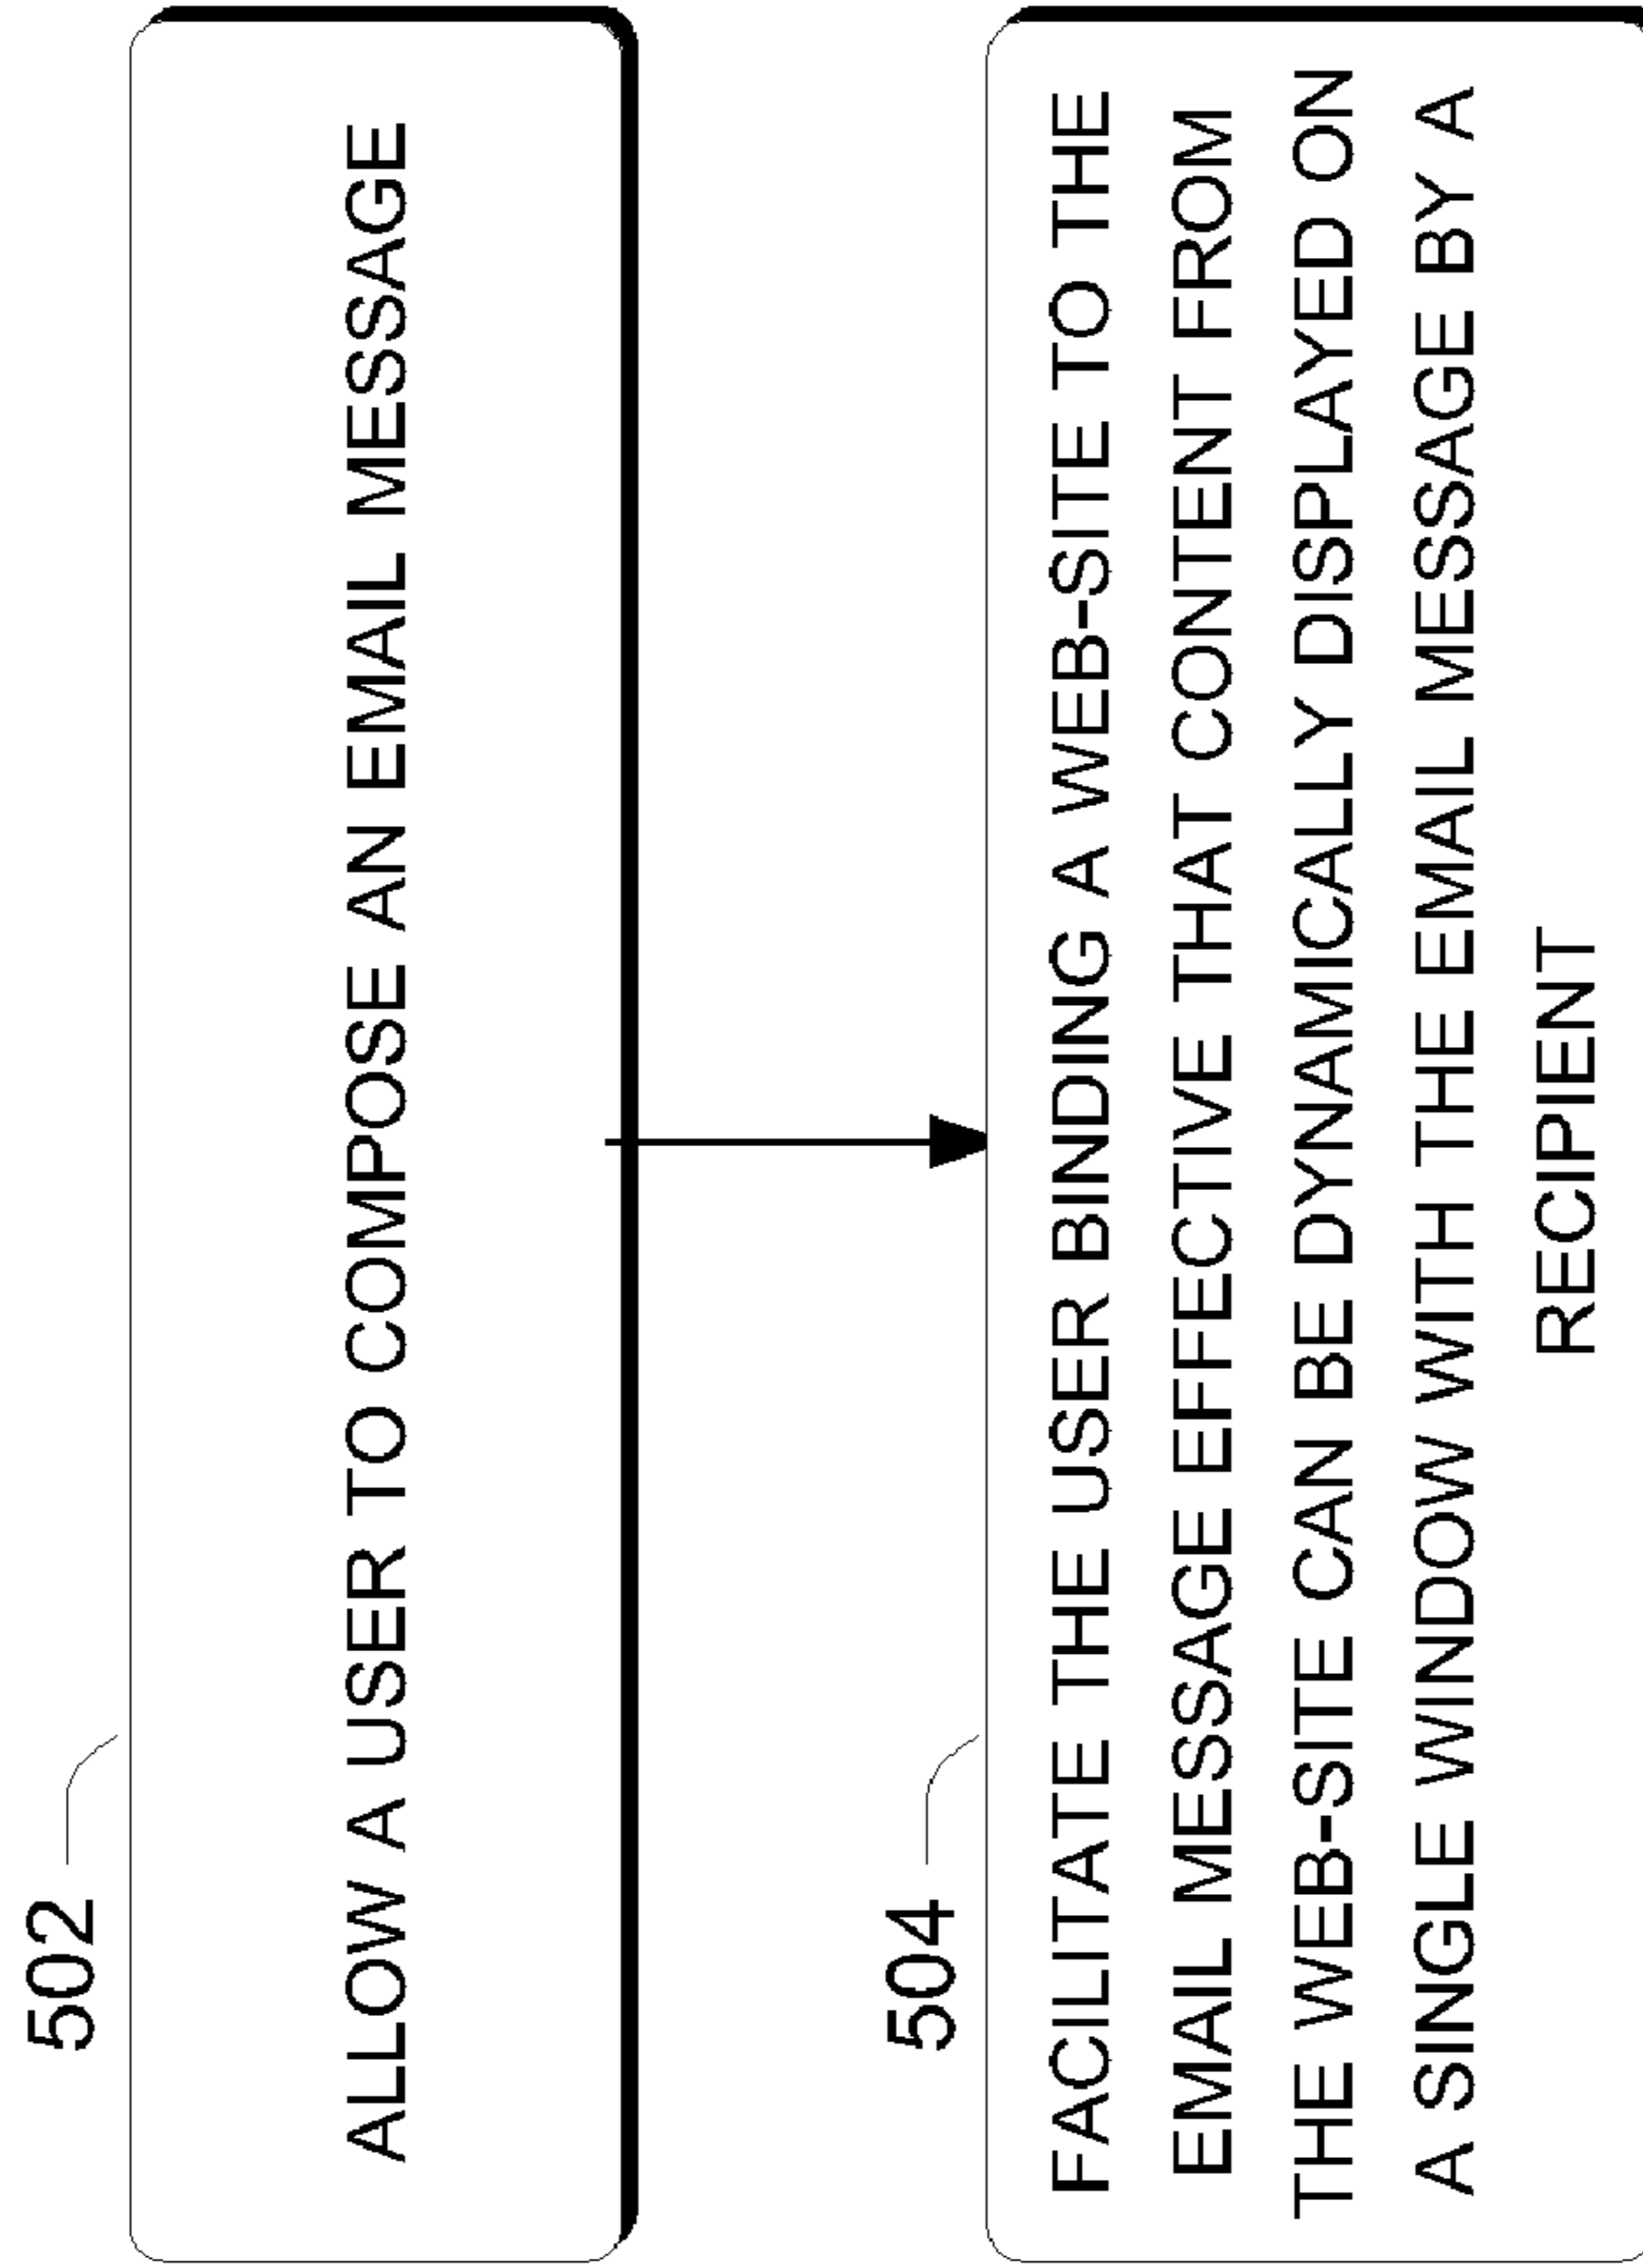 502
ALLOW A USER TO COMPOSE AN EMAIL MESSAGE
504
FACILITATE THE USER BINDING A WEB-SITE TO THE
EMAIL MESSAGE EFFECTIVE THAT CONTENT FROM
THE WEB-SITE CAN BE DYNAMICALLY DISPLAYED ON
A SINGLE WINDOW WITH THE EMAIL MESSAGE BY A
RECIPIENT